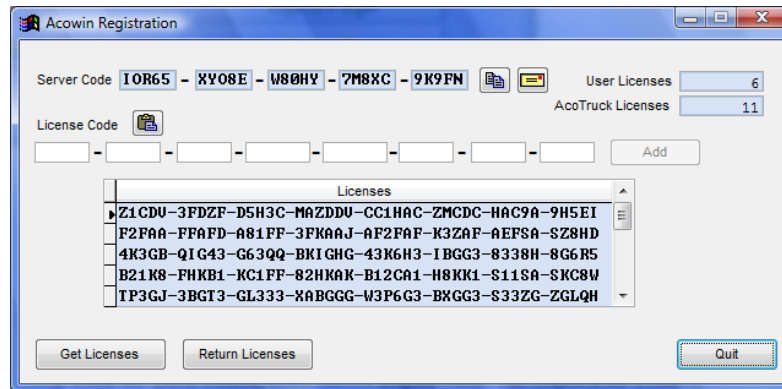 Acowin Registration
Server Code IOR65 - XYO8E - W80HY - 7M8XC - 9K9FN
User Licenses 6
AcoTruck Licenses 11
License Code
- - - - - - -
Add
Licenses
Z1CDV-3FDZF-D5H3C-MAZDDV-CC1HAC-ZMCDC-HAC9A-9H5EI
F2FAA-FFAFD-A81FF-3FKAAJ-AF2FAF-K3ZAF-AEFSA-SZ8HD
4K3GB-QIG43-G63QQ-BKIGHG-43K6H3-IBGG3-8338H-8G6R5
B21K8-FHKB1-KC1FF-82HKAK-B12CA1-H8KK1-S11SA-SKC8W
TP3GJ-3BGT3-GL333-XABGGG-W3P6G3-BXGG3-S33ZG-ZGLQH
Get Licenses
Return Licenses
Quit